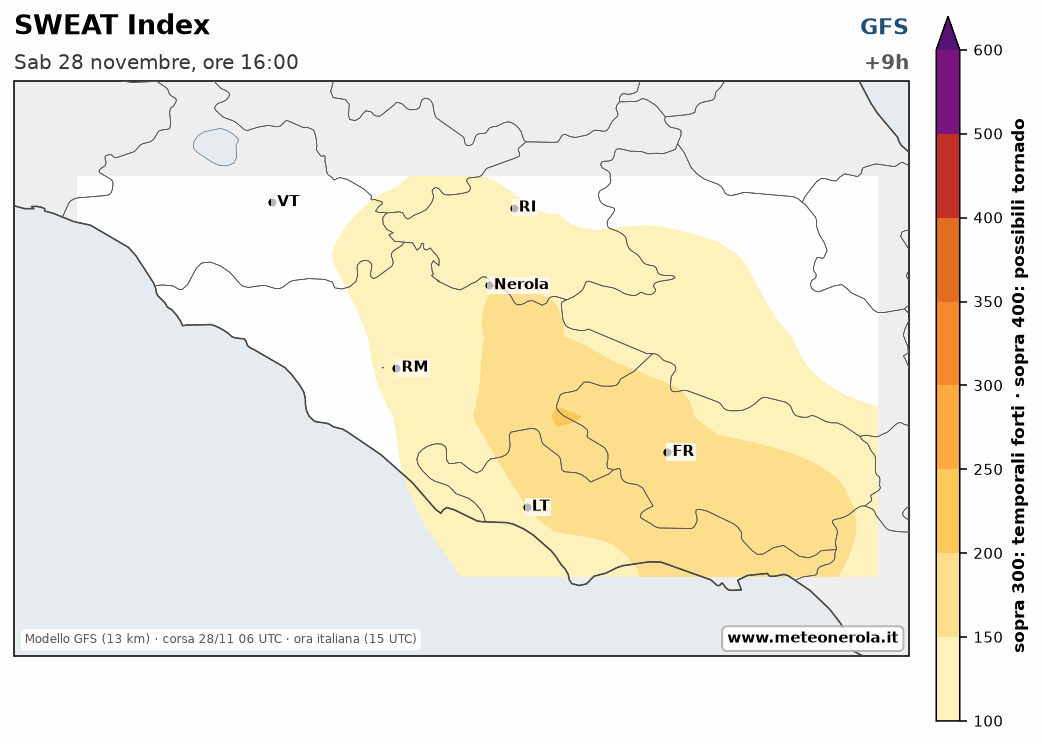 SWEAT Index
GFS
Sab 28 novembre, ore 16:00
+9h
VT
RI
Nerola
RM
FR
LT
Modello GFS (13 km) · corsa 28/11 06 UTC · ora italiana (15 UTC)
www.meteonerola.it
600
500
400
350
300
250
200
150
100
sopra 300: temporali forti · sopra 400: possibili tornado